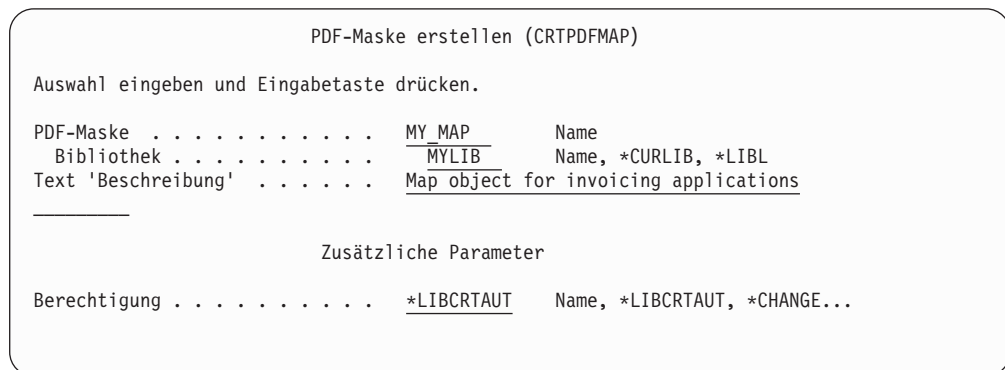 PDF-Maske erstellen (CRTPDFMAP)
Auswahl eingeben und Eingabetaste drücken.
PDF-Maske . . . . . . . . . . . MY_MAP Name
Bibliothek . . . . . . . . . . MYLIB Name, *CURLIB, *LIBL
Text 'Beschreibung' . . . . . . Map object for invoicing applications
_________
Zusätzliche Parameter
Berechtigung . . . . . . . . . . *LIBCRTAUT Name, *LIBCRTAUT, *CHANGE...